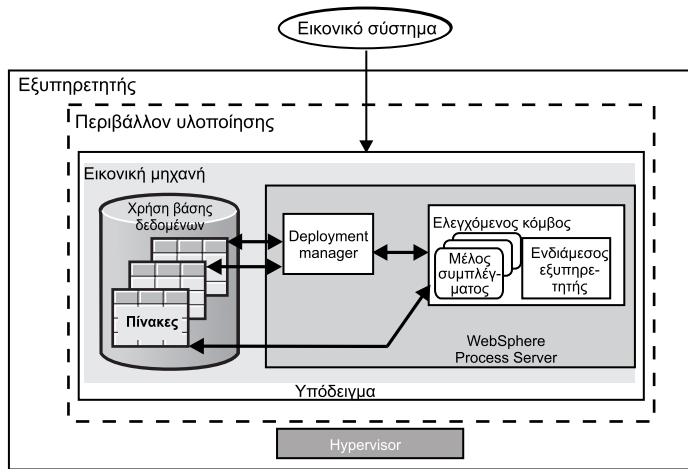 Εικονικό σύστημα
Εξυπηρετητής
Περιβάλλον υλοποίησης
Εικονική μηχανή
Χρήση βάσης
δεδομένων
Πίνακες
Deployment
manager
Ελεγχόμενος κόμβος
Μέλος
συμπλέγ-
ματος
Ενδιάμεσος
εξυπηρε-
τητής
WebSphere
Process Server
Υπόδειγμα
Hypervisor